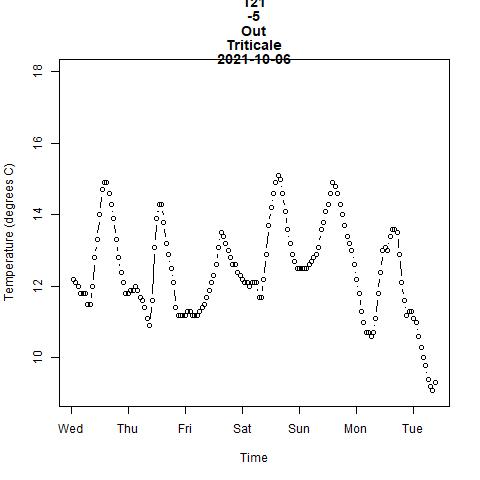 121
-5
Out
Triticale
2021-10-06
Temperature (degrees C)
18
16
14
12
10
Wed Thu Fri Sat Sun Mon Tue
Time